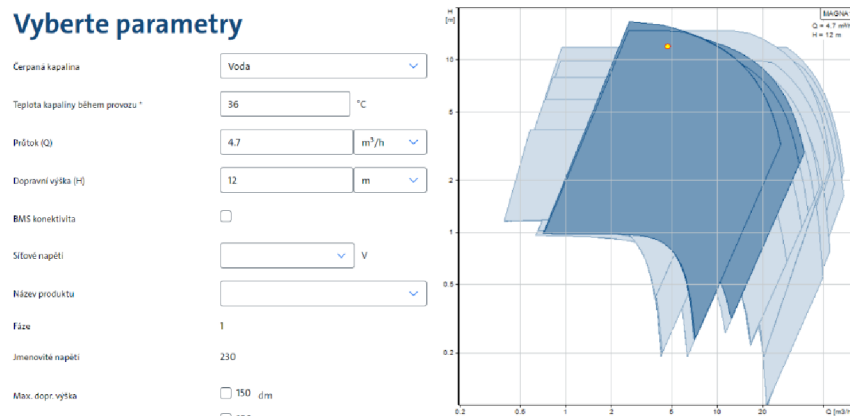 Vyberte parametry
Čerpaná kapalina
Voda
Teplota kapaliny během provozu *
36
°C
Průtok (Q)
4.7
m³/h
Dopravní výška (H)
12
m
BMS konektivita
Síťové napětí
V
Název produktu
Fáze
1
Jmenovité napětí
230
Max. dopr. výška
150 dm
H
[m]
MAGNA
Q = 4.7 m³/h
H = 12 m
10
5
2
1
0.5
0.2
0.2
0.5
1
2
5
10
20
Q [m3/h